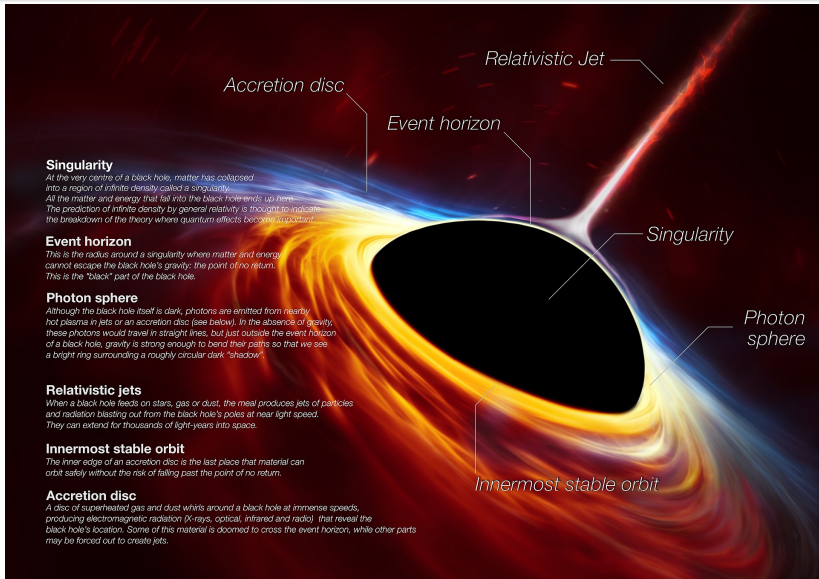 Relativistic Jet
Accretion disc
Event horizon
Singularity
At the very centre of a black hole, matter has collapsed
into a region of infinite density called a singularity.
All the matter and energy that fall into the black hole ends up here.
The prediction of infinite density by general relativity is thought to indicate
the breakdown of the theory where quantum effects become important.
Event horizon
This is the radius around a singularity where matter and energy
cannot escape the black hole's gravity: the point of no return.
This is the "black" part of the black hole.
Singularity
Photon sphere
Although the black hole itself is dark, photons are emitted from nearby
hot plasma in jets or an accretion disc (see below). In the absence of gravity,
these photons would travel in straight lines, but just outside the event horizon
of a black hole, gravity is strong enough to bend their paths so that we see
a bright ring surrounding a roughly circular dark "shadow".
Photon
sphere
Relativistic jets
When a black hole feeds on stars, gas or dust, the meal produces jets of particles
and radiation blasting out from the black hole's poles at near light speed.
They can extend for thousands of light-years into space.
Innermost stable orbit
The inner edge of an accretion disc is the last place that material can
orbit safely without the risk of falling past the point of no return.
Innermost stable orbit
Accretion disc
A disc of superheated gas and dust whirls around a black hole at immense speeds,
producing electromagnetic radiation (X-rays, optical, infrared and radio) that reveal the
black hole's location. Some of this material is doomed to cross the event horizon, while other parts
may be forced out to create jets.